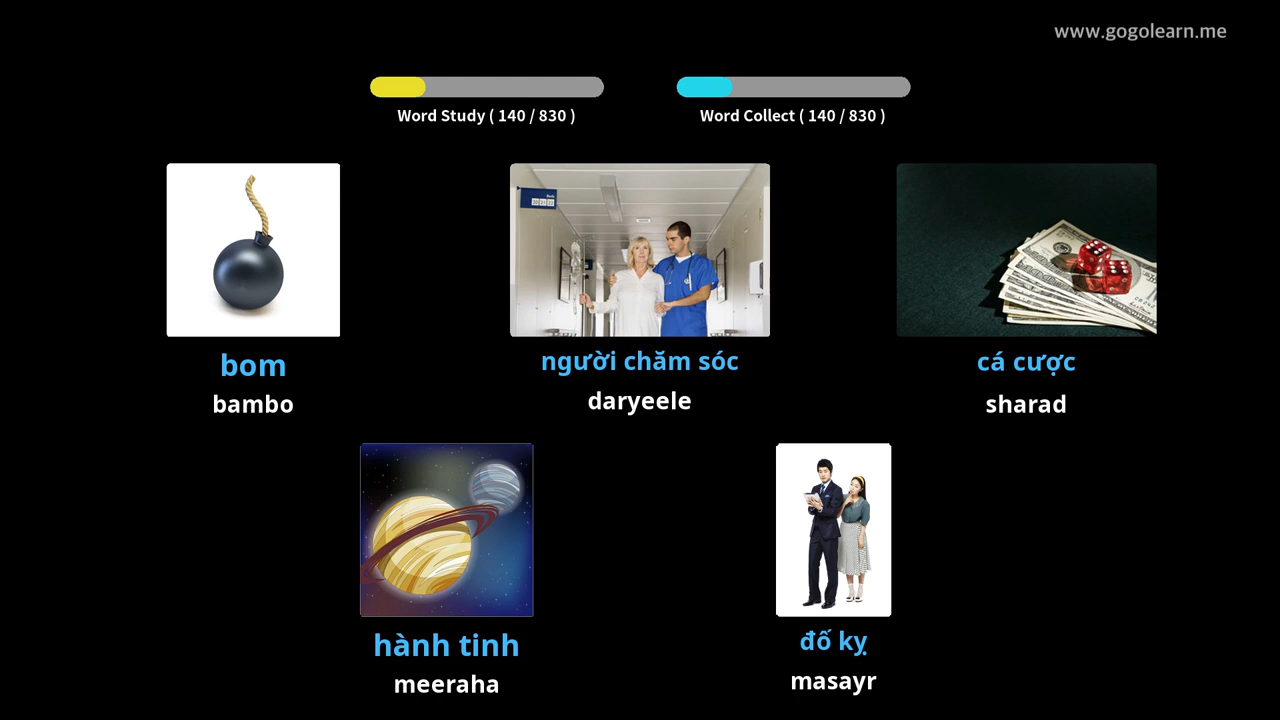 www.gogolearn.me
Word Study ( 140 / 830 )
Word Collect ( 140 / 830 )
bom
bambo
người chăm sóc
daryeele
cá cược
sharad
hành tinh
meeraha
đố kỵ
masayr